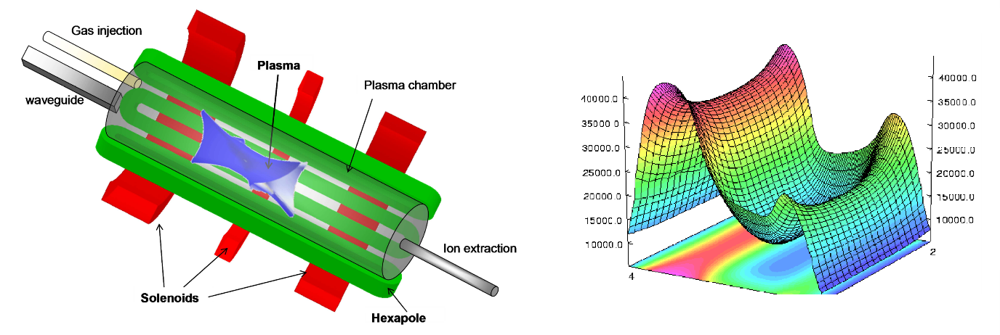 Gas injection
Plasma
Plasma chamber
waveguide
Ion extraction
Solenoids
Hexapole
40000.0
35000.0
30000.0
25000.0
20000.0
15000.0
10000.0
4
40000.0
35000.0
30000.0
25000.0
20000.0
15000.0
10000.0
2